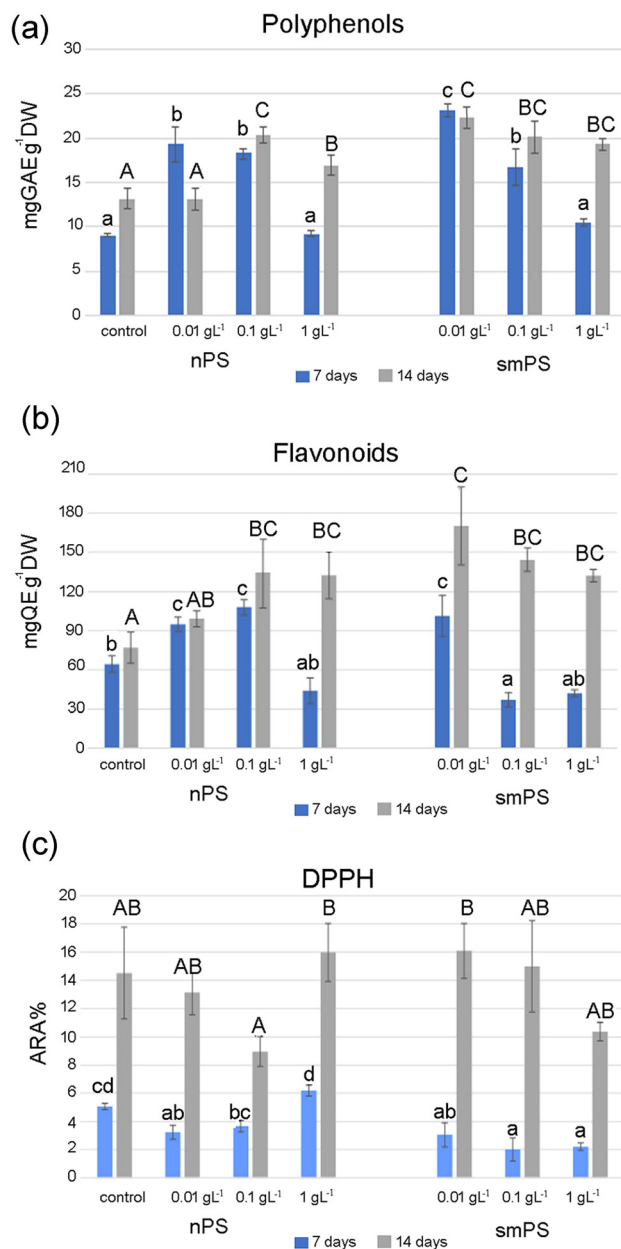 (a)
Polyphenols
mgGAE g⁻¹DW
30
25
20
15
10
5
0
a A b A b C a B c C b BC a BC
control 0.01 gL⁻¹ 0.1 gL⁻¹ 1 gL⁻¹ 0.01 gL⁻¹ 0.1 gL⁻¹ 1 gL⁻¹
nPS smPS
7 days 14 days
(b)
Flavonoids
mgQE g⁻¹DW
210
180
150
120
90
60
30
0
b A c AB c BC ab BC c C a BC ab BC
control 0.01 gL⁻¹ 0.1 gL⁻¹ 1 gL⁻¹ 0.01 gL⁻¹ 0.1 gL⁻¹ 1 gL⁻¹
nPS smPS
7 days 14 days
(c)
DPPH
ARA%
20
18
16
14
12
10
8
6
4
2
0
cd AB ab AB bc A d B ab B a AB a AB
control 0.01 gL⁻¹ 0.1 gL⁻¹ 1 gL⁻¹ 0.01 gL⁻¹ 0.1 gL⁻¹ 1 gL⁻¹
nPS smPS
7 days 14 days